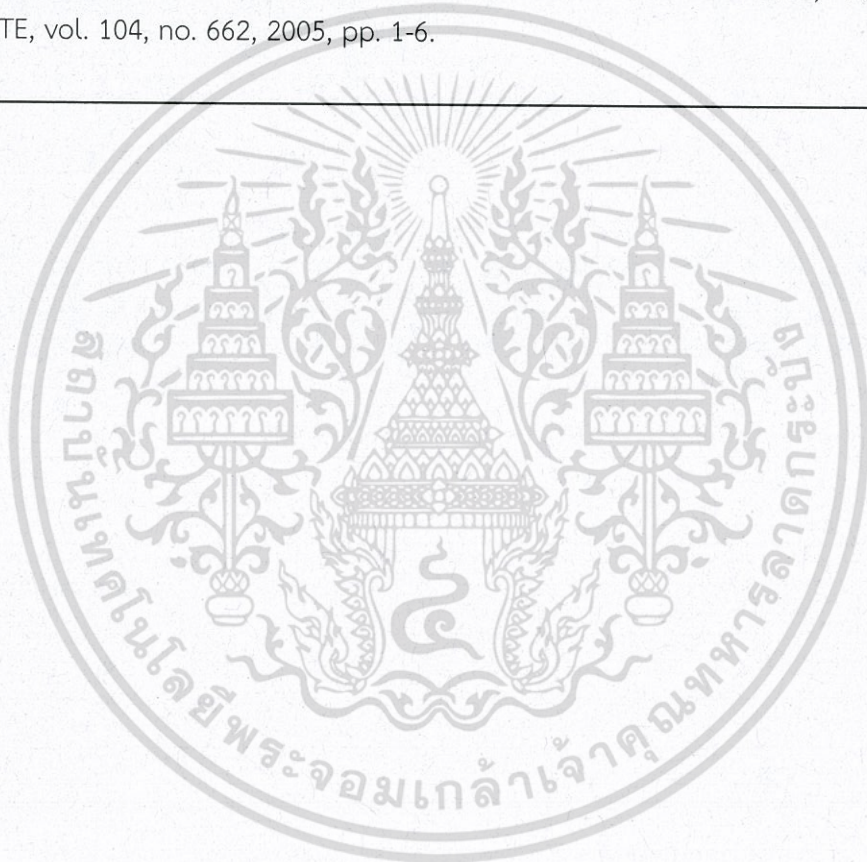 TE, vol. 104, no. 662, 2005, pp. 1-6.
สถาบันเทคโนโลยีพระจอมเกล้าเจ้าคุณทหารลาดกระบัง
๔